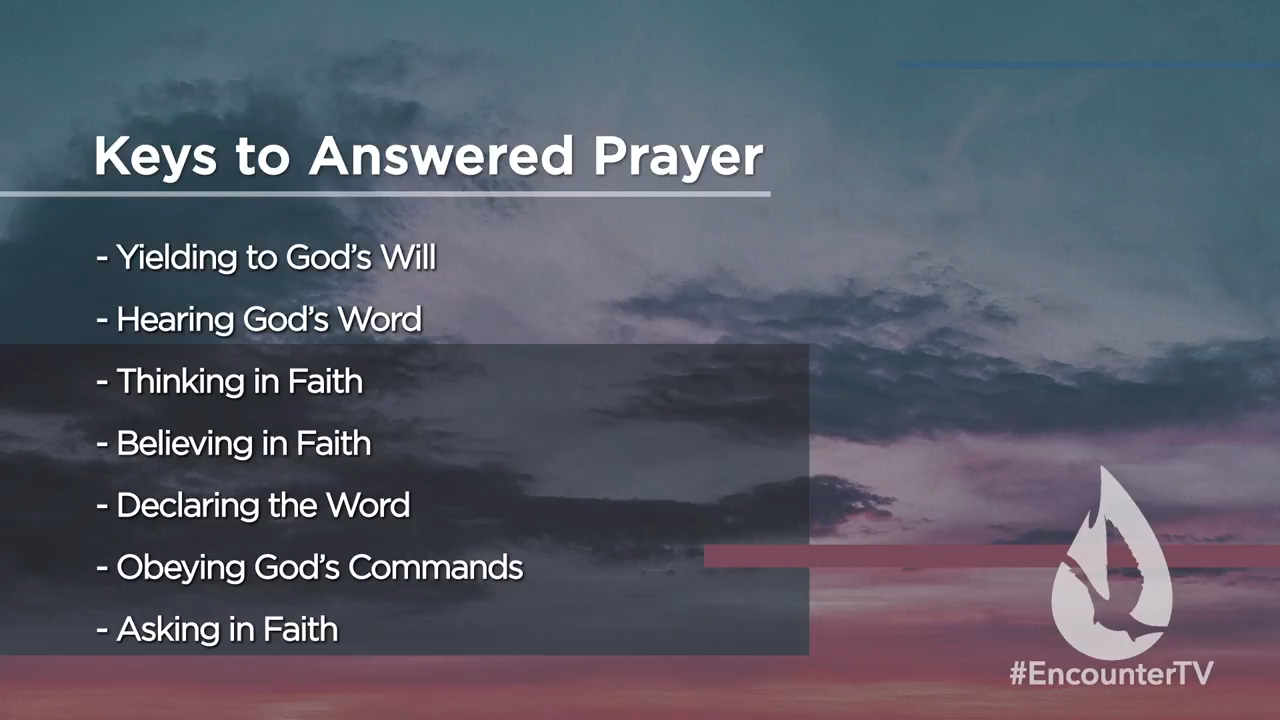 Keys to Answered Prayer
- Yielding to God’s Will
- Hearing God’s Word
- Thinking in Faith
- Believing in Faith
- Declaring the Word
- Obeying God’s Commands
- Asking in Faith
#EncounterTV